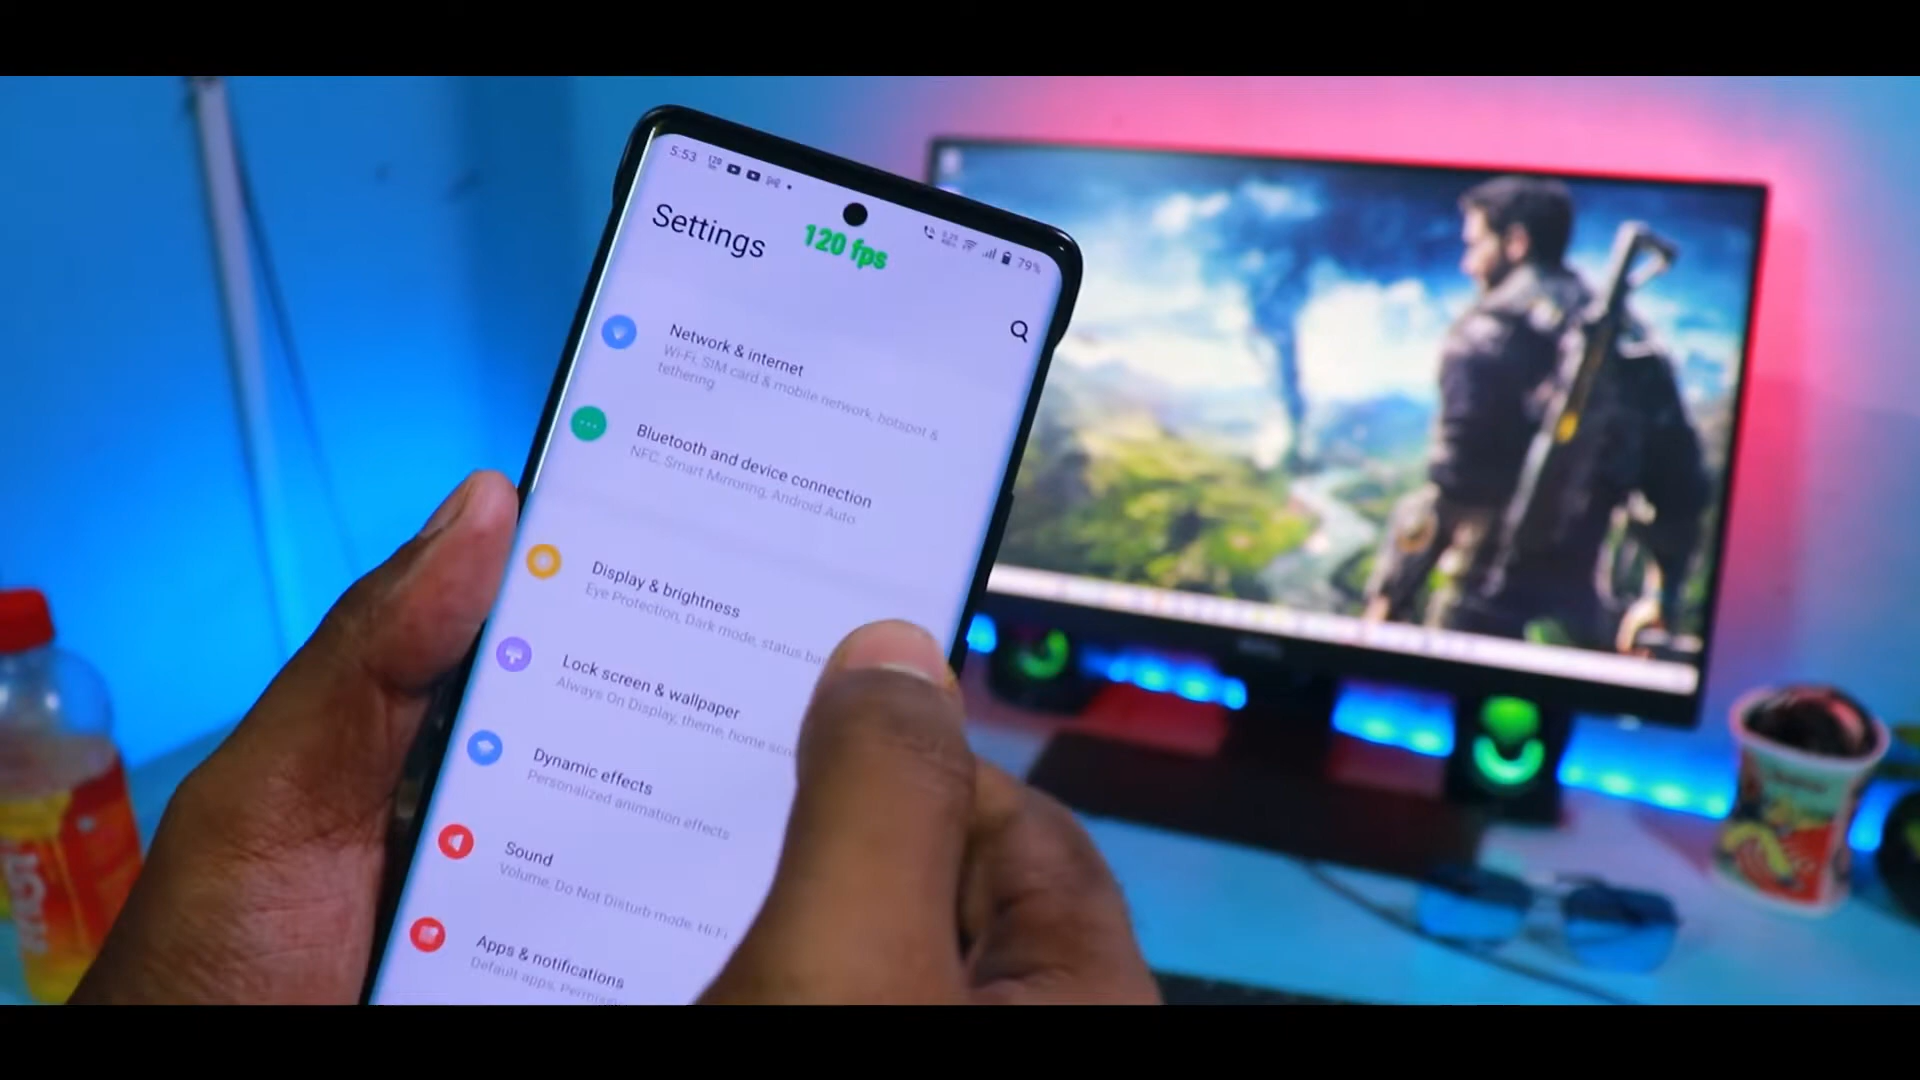 5:53
79%
Settings
120 fps
Network & internet
Wi-Fi, SIM card & mobile network, hotspot &
tethering
Bluetooth and device connection
NFC, Smart Mirroring, Android Auto
Display & brightness
Eye Protection, Dark mode, status ba
Lock screen & wallpaper
Always On Display, theme, home scre
Dynamic effects
Personalized animation effects
Sound
Volume, Do Not Disturb mode, Hi-Fi
Apps & notifications
Default apps, Permiss